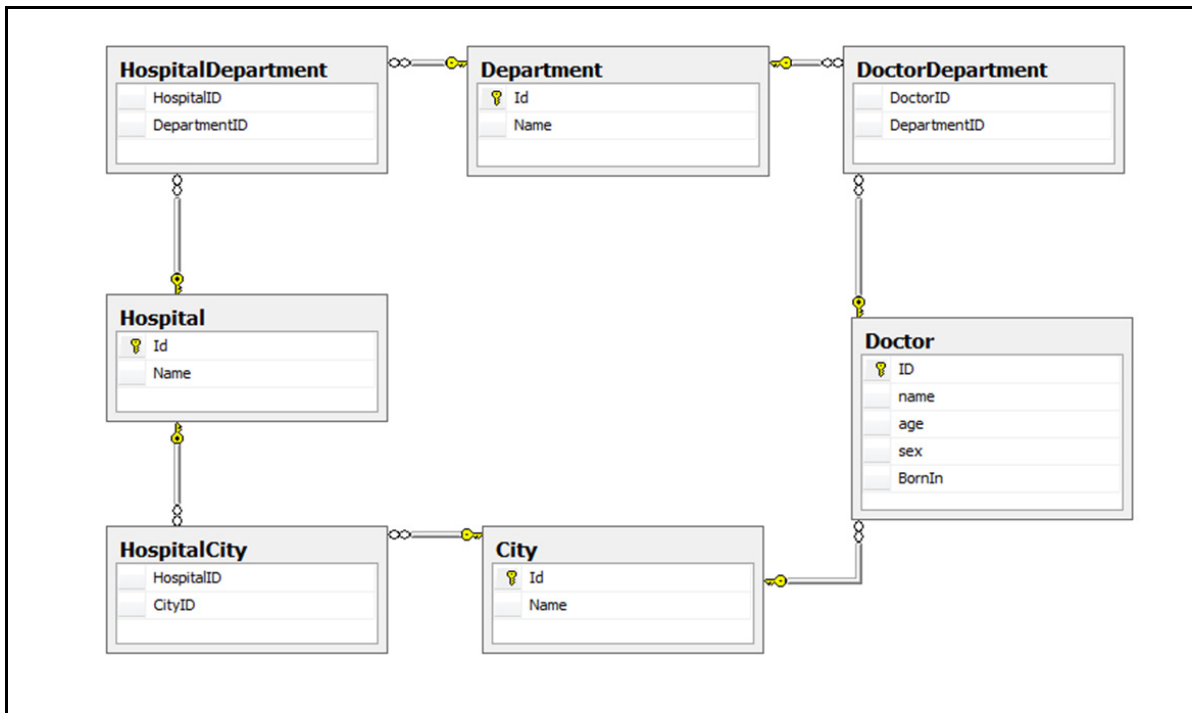 HospitalDepartment
HospitalID
DepartmentID
Department
Id
Name
DoctorDepartment
DoctorID
DepartmentID
Hospital
Id
Name
Doctor
ID
name
age
sex
BornIn
HospitalCity
HospitalID
CityID
City
Id
Name